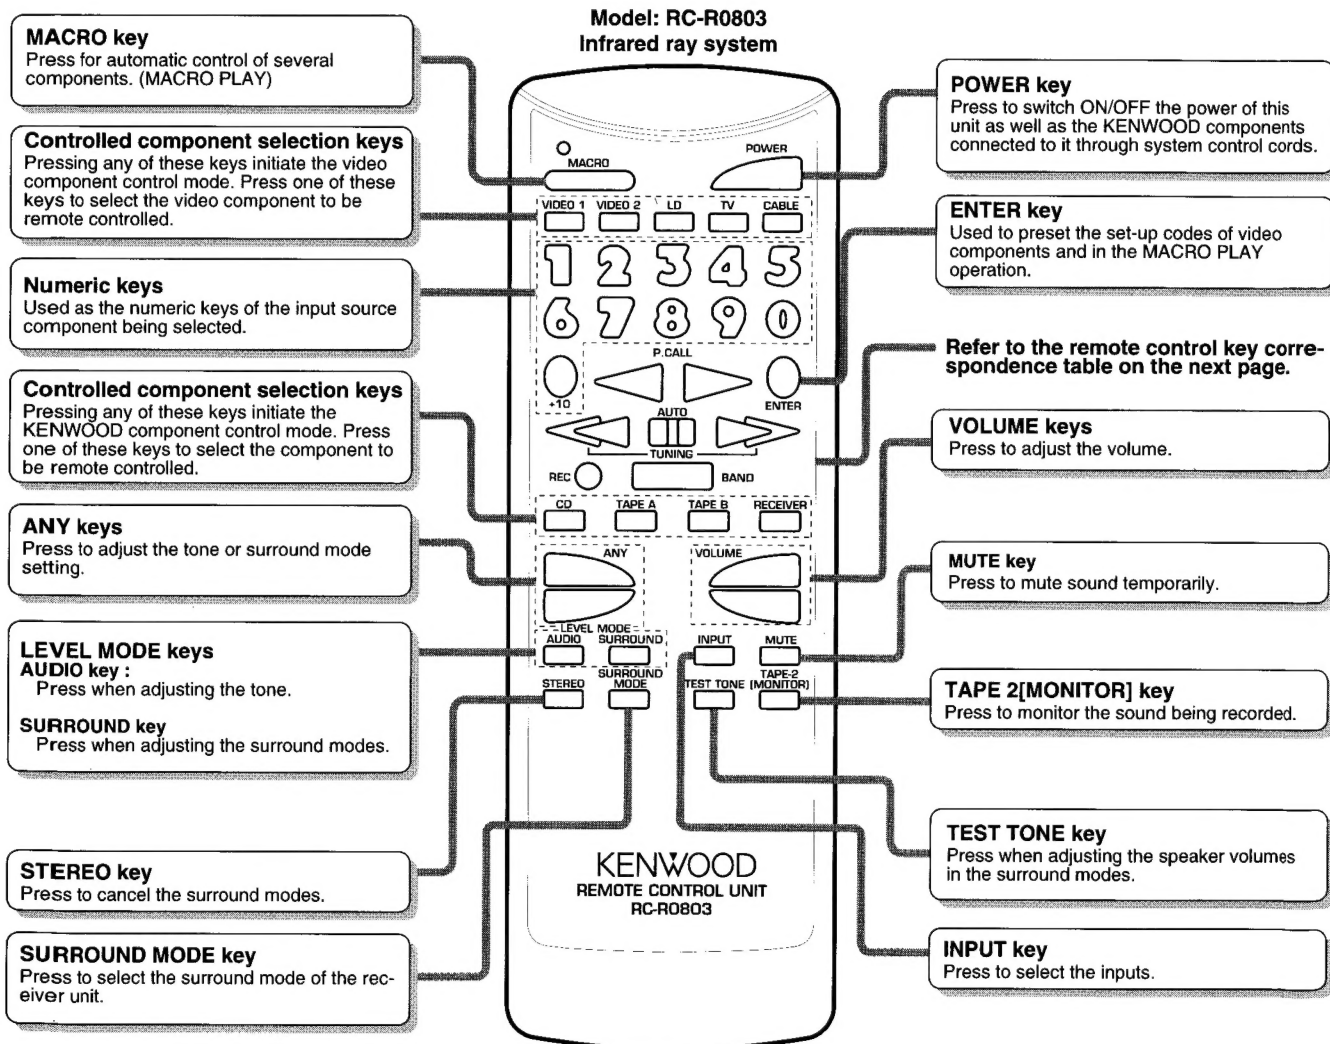 Model: RC-R0803
Infrared ray system
MACRO key
Press for automatic control of several
components. (MACRO PLAY)
Controlled component selection keys
Pressing any of these keys initiate the video
component control mode. Press one of these
keys to select the video component to be
remote controlled.
Numeric keys
Used as the numeric keys of the input source
component being selected.
Controlled component selection keys
Pressing any of these keys initiate the
KENWOOD component control mode. Press
one of these keys to select the component to
be remote controlled.
ANY keys
Press to adjust the tone or surround mode
setting.
LEVEL MODE keys
AUDIO key :
Press when adjusting the tone.
SURROUND key
Press when adjusting the surround modes.
STEREO key
Press to cancel the surround modes.
SURROUND MODE key
Press to select the surround mode of the rec-
eiver unit.
MACRO
POWER
VIDEO 1 VIDEO 2 LD TV CABLE
1 2 3 4 5
6 7 8 9 0
P.CALL
+10
ENTER
AUTO
TUNING
REC
BAND
CD TAPE A TAPE B RECEIVER
ANY
VOLUME
LEVEL MODE
AUDIO SURROUND INPUT MUTE
STEREO SURROUND MODE TEST TONE TAPE-2 [MONITOR]
KENWOOD
REMOTE CONTROL UNIT
RC-R0803
POWER key
Press to switch ON/OFF the power of this
unit as well as the KENWOOD components
connected to it through system control cords.
ENTER key
Used to preset the set-up codes of video
components and in the MACRO PLAY
operation.
Refer to the remote control key corre-
spondence table on the next page.
VOLUME keys
Press to adjust the volume.
MUTE key
Press to mute sound temporarily.
TAPE 2[MONITOR] key
Press to monitor the sound being recorded.
TEST TONE key
Press when adjusting the speaker volumes
in the surround modes.
INPUT key
Press to select the inputs.